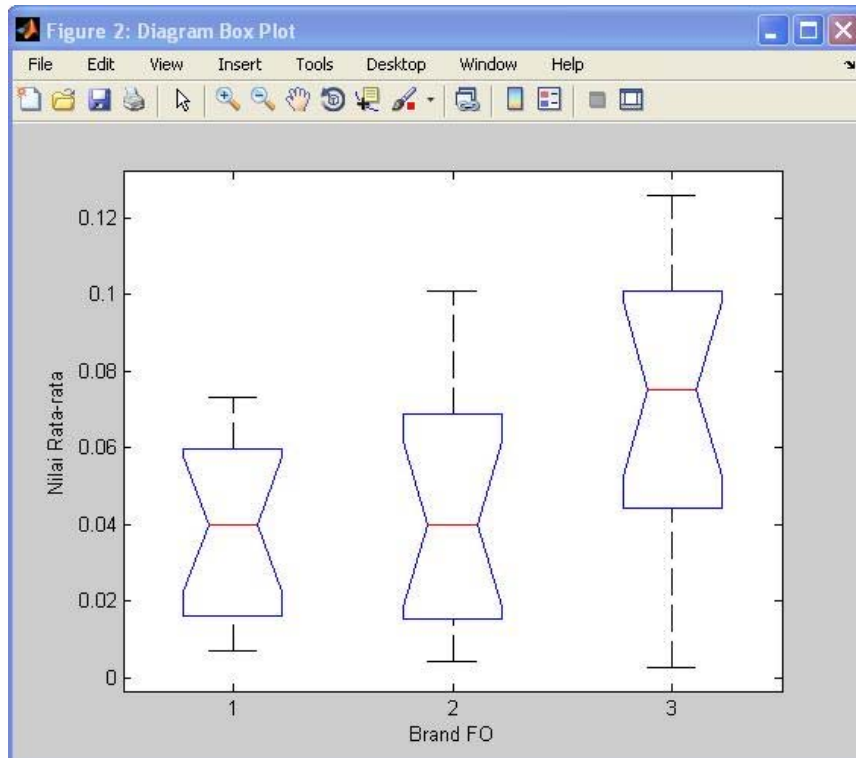 Figure 2: Diagram Box Plot
File Edit View Insert Tools Desktop Window Help
0.12
0.1
0.08
0.06
0.04
0.02
0
Nilai Rata-rata
1 2 3
Brand FO